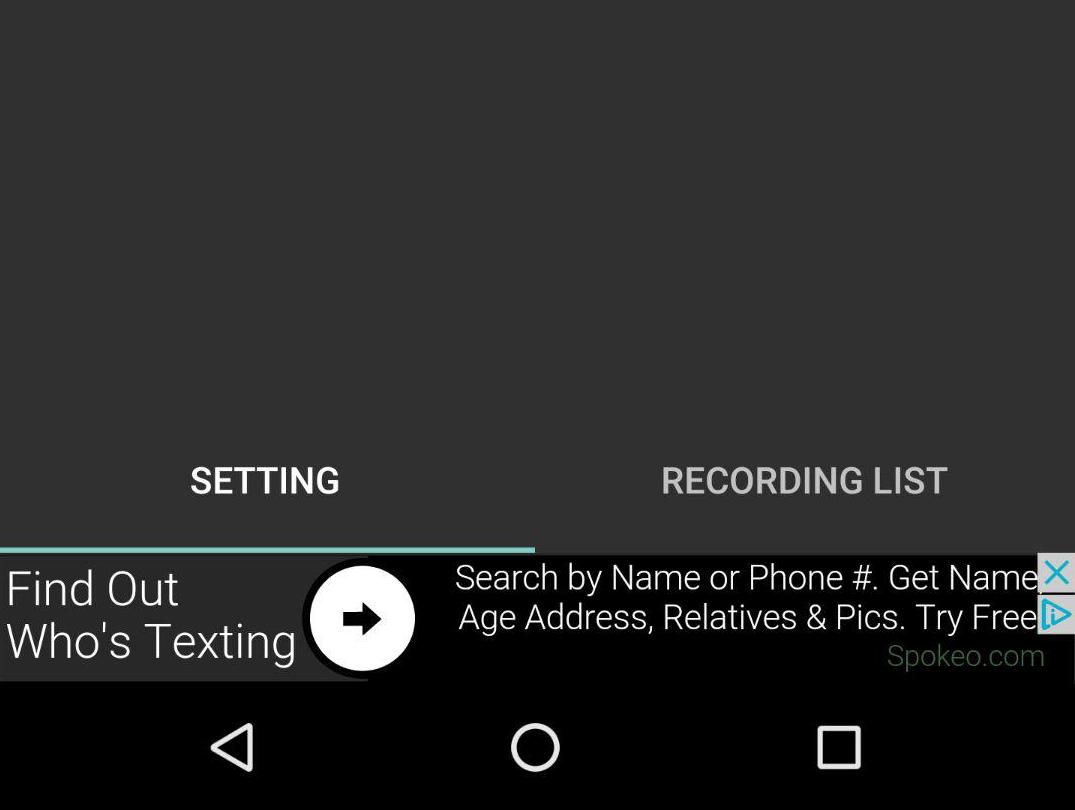 SETTING
RECORDING LIST
Find Out
Who's Texting
Search by Name or Phone #. Get Name,
Age Address, Relatives & Pics. Try Free
Spokeo.com